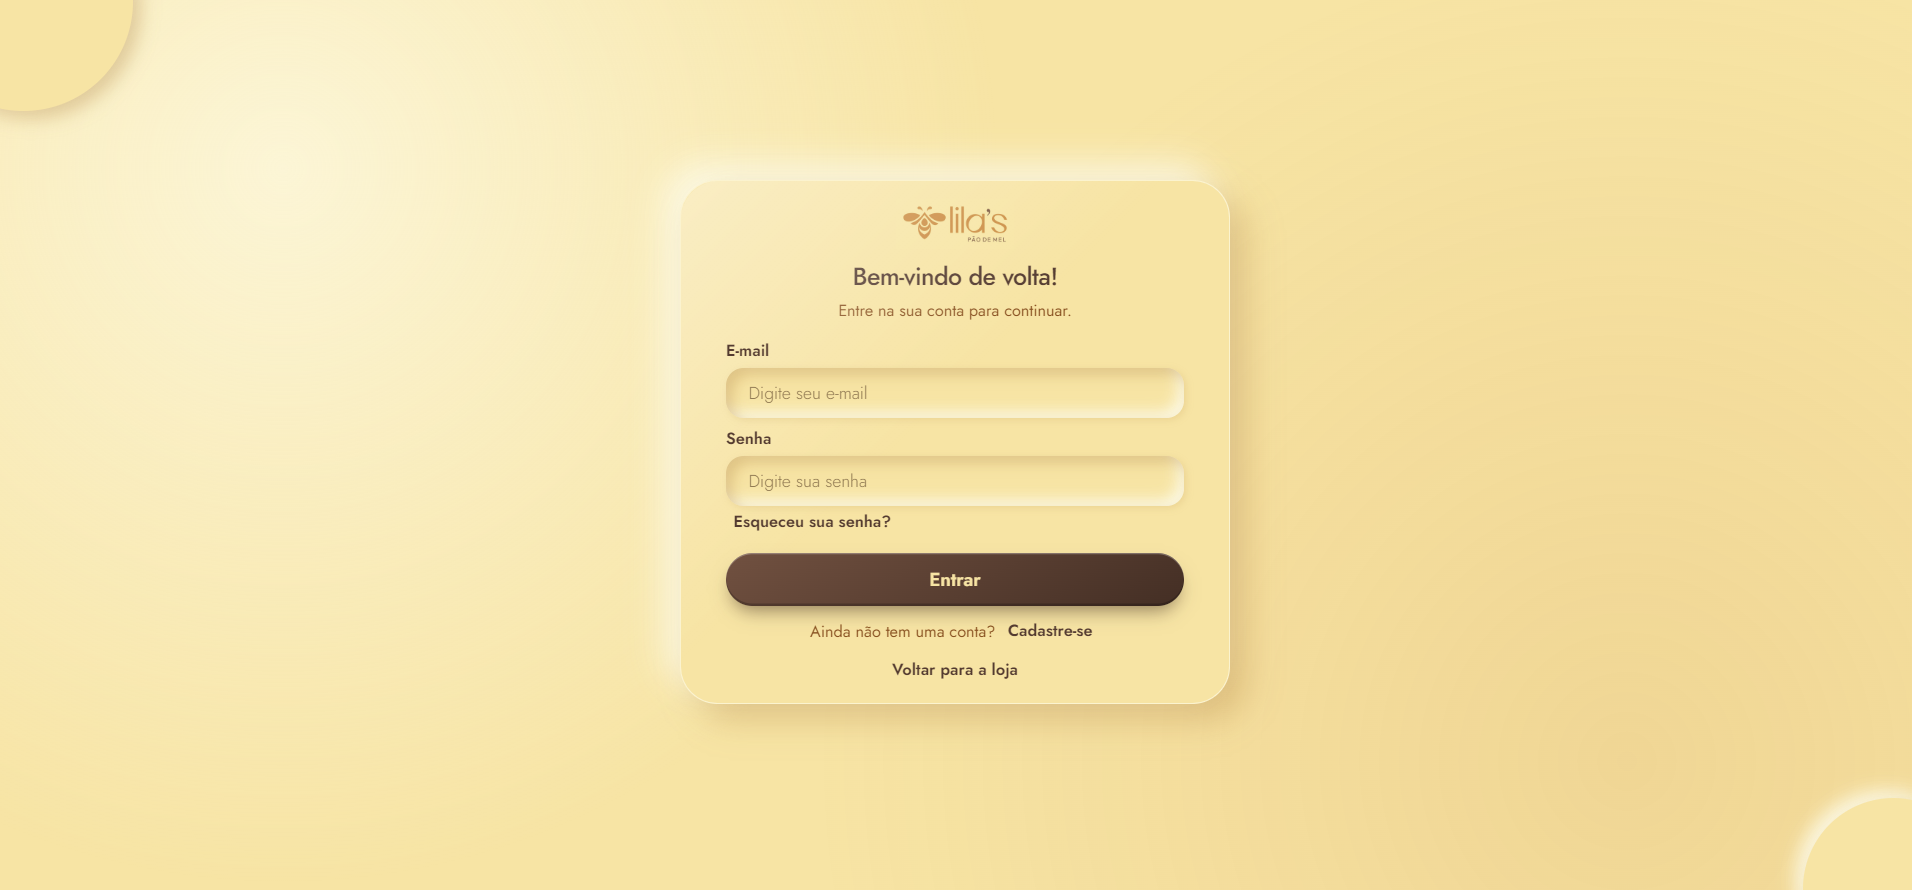 lila's
PÃO DE MEL
Bem-vindo de volta!
Entre na sua conta para continuar.
E-mail
Digite seu e-mail
Senha
Digite sua senha
Esqueceu sua senha?
Entrar
Ainda não tem uma conta? Cadastre-se
Voltar para a loja